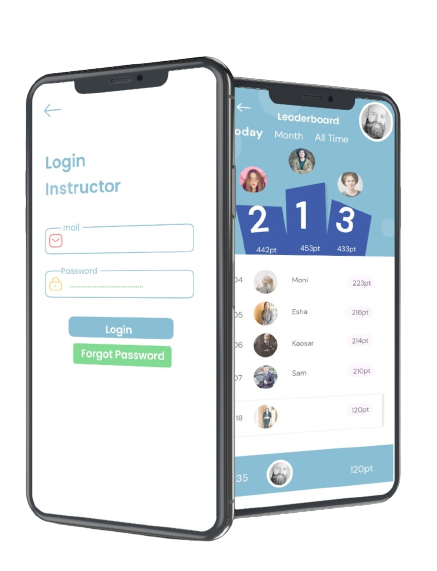 Login
Instructor
mail
Password
Login
Forgot Password
Leaderboard
oday Month All Time
2 1 3
442pt 453pt 433pt
04 Moni 223pt
05 Esha 216pt
06 Kaosar 214pt
07 Sam 210pt
18 120pt
35 120pt